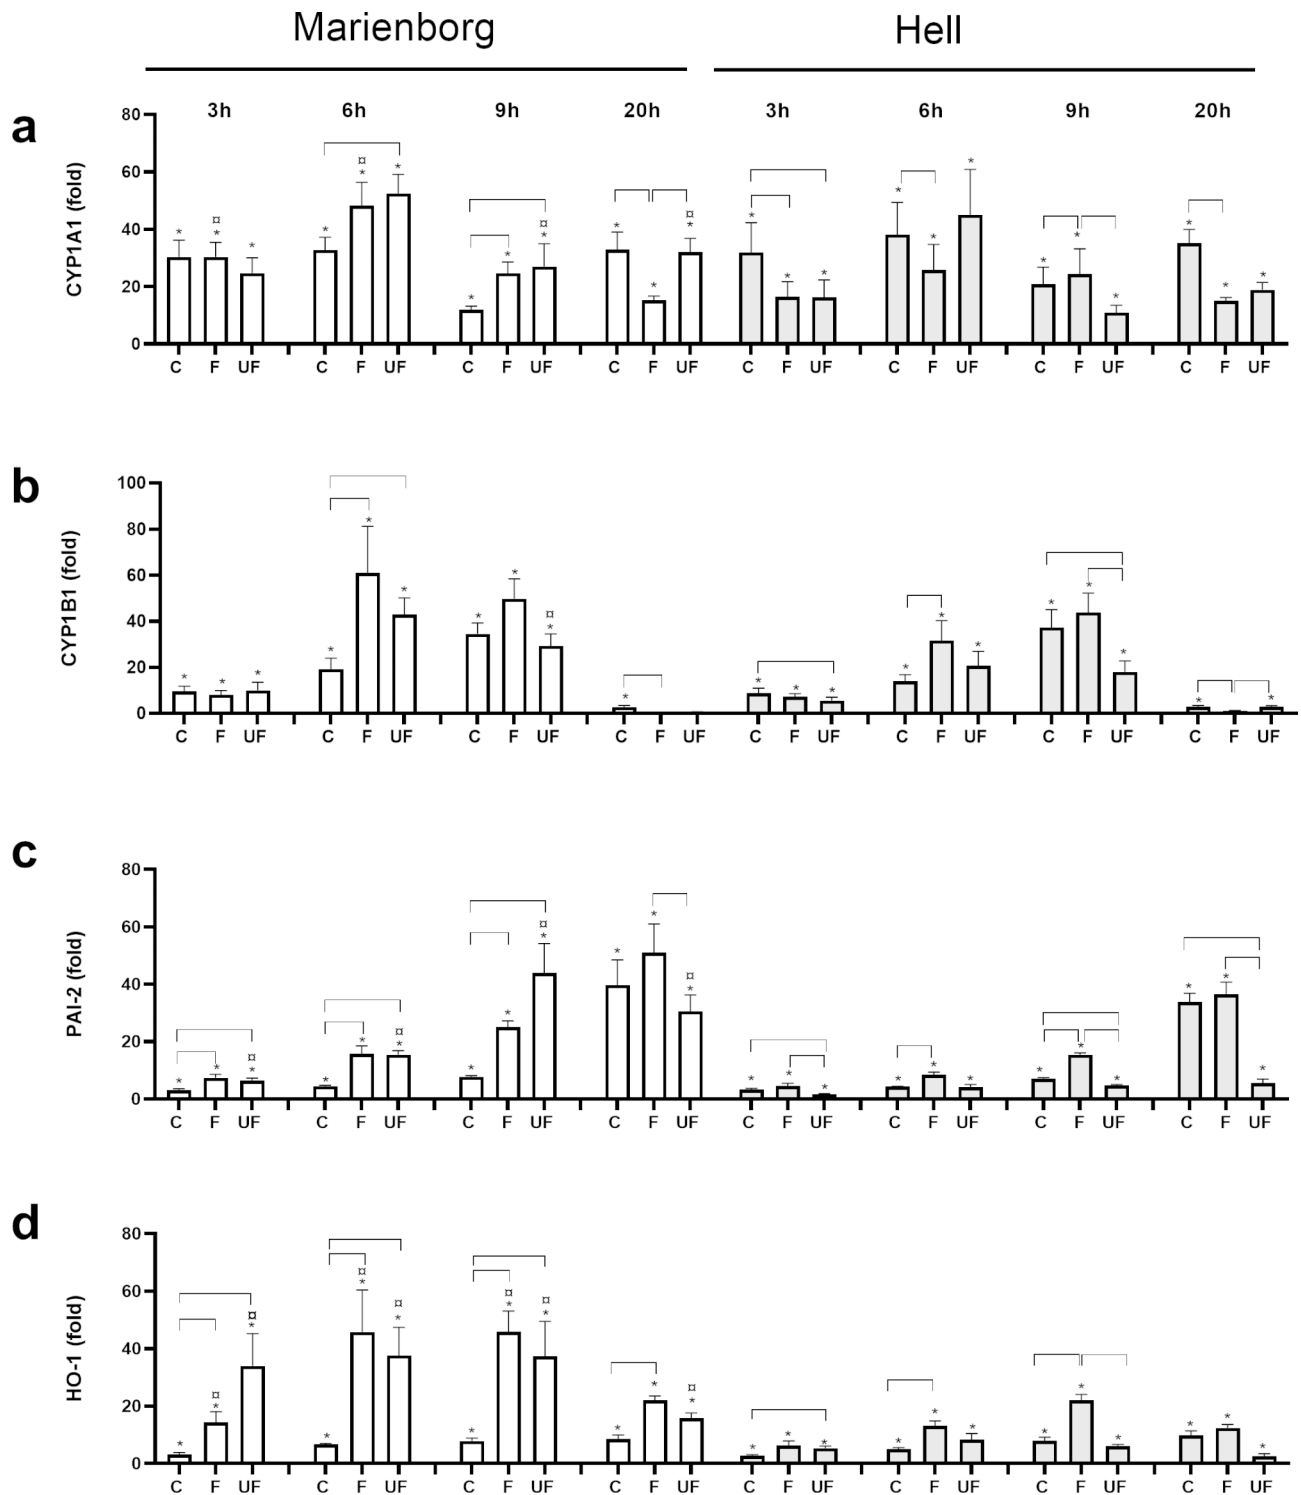 Marienborg Hell
a
3h 6h 9h 20h 3h 6h 9h 20h
CYP1A1 (fold)
80
60
40
20
0
C F UF C F UF C F UF C F UF C F UF C F UF C F UF C F UF
b
CYP1B1 (fold)
100
80
60
40
20
0
C F UF C F UF C F UF C F UF C F UF C F UF C F UF C F UF
c
PAI-2 (fold)
80
60
40
20
0
C F UF C F UF C F UF C F UF C F UF C F UF C F UF C F UF
d
HO-1 (fold)
80
60
40
20
0
C F UF C F UF C F UF C F UF C F UF C F UF C F UF C F UF